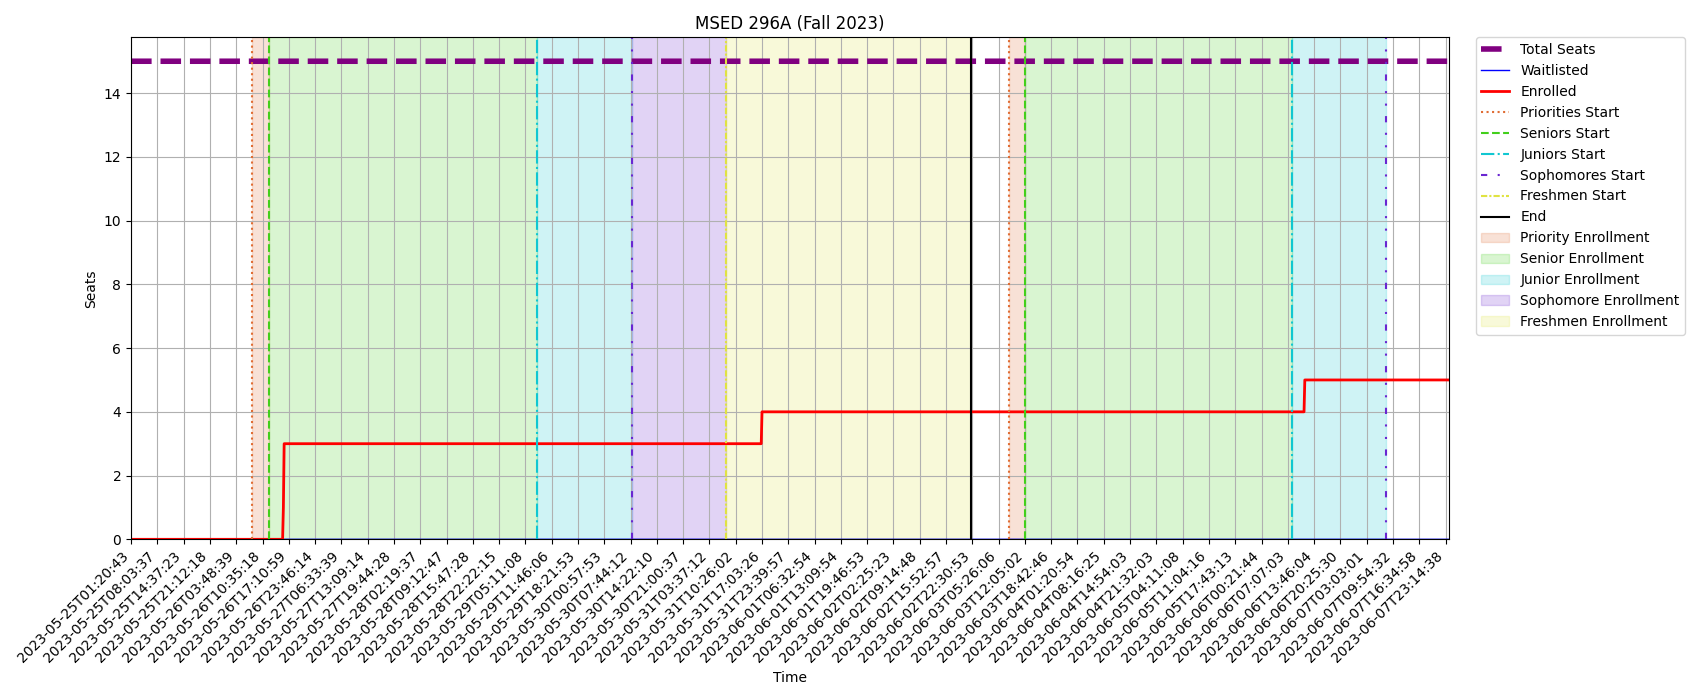 MSED 296A (Fall 2023)
Seats
14
12
10
8
6
4
2
0
2023-05-25T01:20:43
2023-05-25T08:03:37
2023-05-25T14:37:23
2023-05-25T21:12:18
2023-05-26T03:48:39
2023-05-26T10:35:18
2023-05-26T17:10:59
2023-05-26T23:46:14
2023-05-27T06:33:39
2023-05-27T13:09:14
2023-05-27T19:44:28
2023-05-28T02:19:37
2023-05-28T09:12:47
2023-05-28T15:47:28
2023-05-28T22:22:15
2023-05-29T05:11:08
2023-05-29T11:46:06
2023-05-29T18:21:53
2023-05-30T00:57:53
2023-05-30T07:44:12
2023-05-30T14:22:10
2023-05-30T21:00:37
2023-05-31T03:37:12
2023-05-31T10:26:02
2023-05-31T17:03:26
2023-05-31T23:39:57
2023-06-01T06:32:54
2023-06-01T13:09:54
2023-06-01T19:46:53
2023-06-02T02:25:23
2023-06-02T09:14:48
2023-06-02T15:52:57
2023-06-02T22:30:53
2023-06-03T05:26:06
2023-06-03T12:05:02
2023-06-03T18:42:46
2023-06-04T01:20:54
2023-06-04T08:16:25
2023-06-04T14:54:03
2023-06-04T21:32:03
2023-06-05T04:11:08
2023-06-05T11:04:16
2023-06-05T17:43:13
2023-06-06T00:21:44
2023-06-06T07:07:03
2023-06-06T13:46:04
2023-06-06T20:25:30
2023-06-07T03:03:01
2023-06-07T09:54:32
2023-06-07T16:34:58
2023-06-07T23:14:38
Time
Total Seats
Waitlisted
Enrolled
Priorities Start
Seniors Start
Juniors Start
Sophomores Start
Freshmen Start
End
Priority Enrollment
Senior Enrollment
Junior Enrollment
Sophomore Enrollment
Freshmen Enrollment